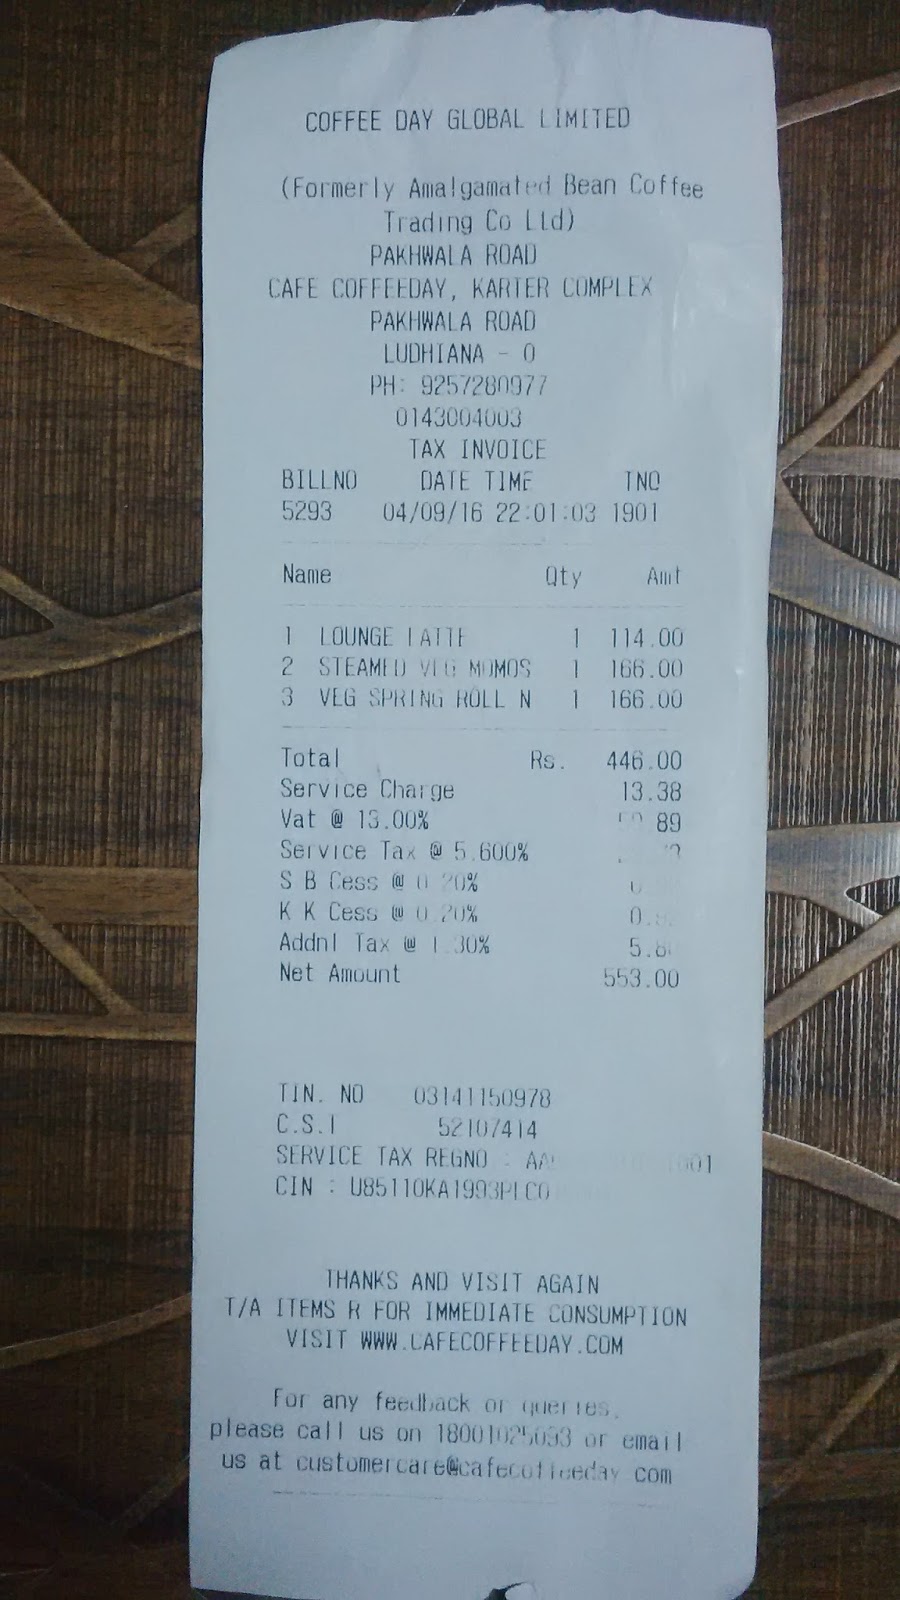 COFFEE DAY GLOBAL LIMITED
(Formerly Amalgamated Bean Coffee
Trading Co Ltd)
PAKHWALA ROAD
CAFE COFFEEDAY, KARTER COMPLEX
PAKHWALA ROAD
LUDHIANA - 0
PH: 9257280977
0143004003
TAX INVOICE
BILLNO DATE TIME TNO
5293 04/09/16 22:01:03 1901
Name Qty Amt
1 LOUNGE LATTE 1 114.00
2 STEAMED VEG MOMOS 1 166.00
3 VEG SPRING ROLL N 1 166.00
Total Rs. 446.00
Service Charge 13.38
Vat @ 13.00%
Service Tax @ 5.600%
S B Cess @ 0.20%
K K Cess @ 0.20%
Addnl Tax @ 1.30%
Net Amount 553.00
TIN. NO 03141150978
C.S.T 52107414
SERVICE TAX REGNO :
CIN :
THANKS AND VISIT AGAIN
T/A ITEMS R FOR IMMEDIATE CONSUMPTION
VISIT WWW.CAFECOFFEEDAY.COM
For any feedback or queries,
please call us on 18001025093 or email
us at customercare@cafecoffeeday.com